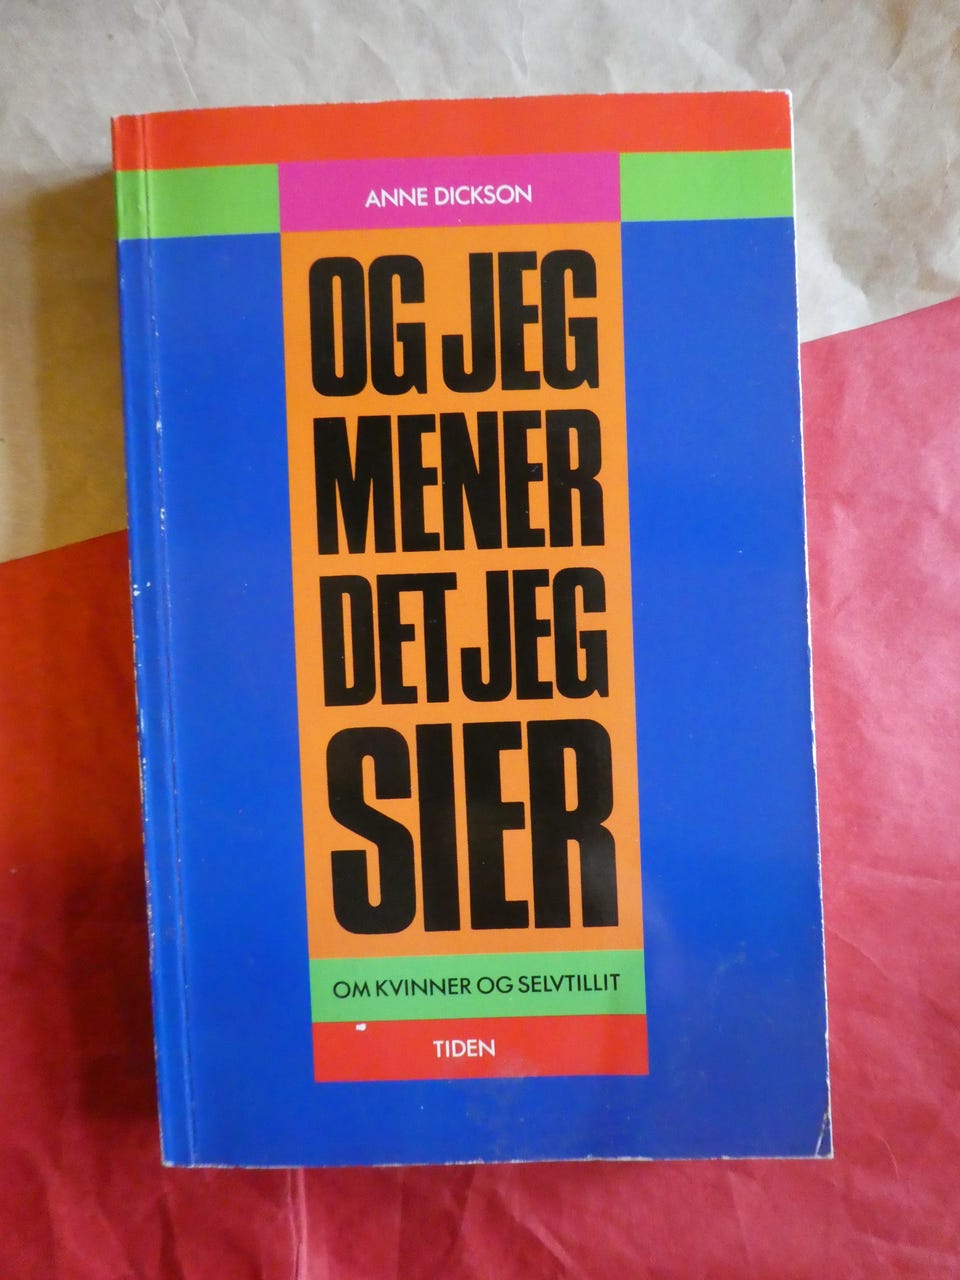 ANNE DICKSON
OG JEG
MENER
DET JEG
SIER
OM KVINNER OG SELVTILLIT
TIDEN